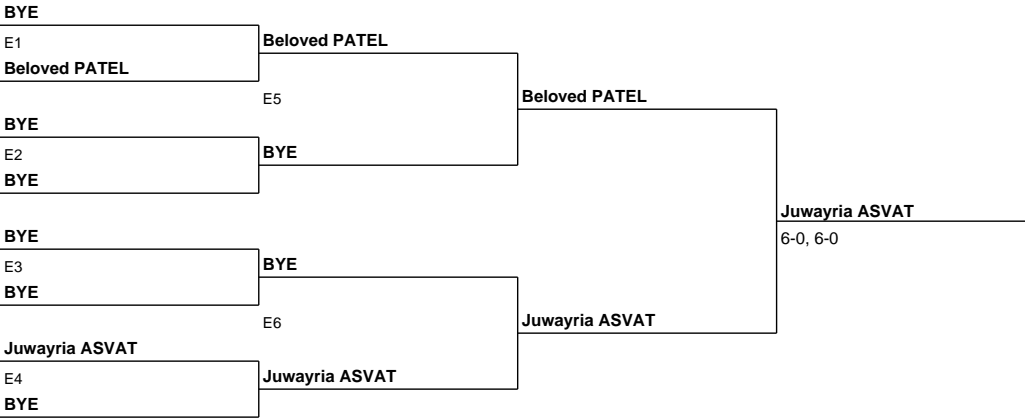 BYE
E1
Beloved PATEL
Beloved PATEL
E5
Beloved PATEL
BYE
E2
BYE
BYE
Juwayria ASVAT
6-0, 6-0
BYE
E3
BYE
BYE
E6
Juwayria ASVAT
Juwayria ASVAT
E4
Juwayria ASVAT
BYE